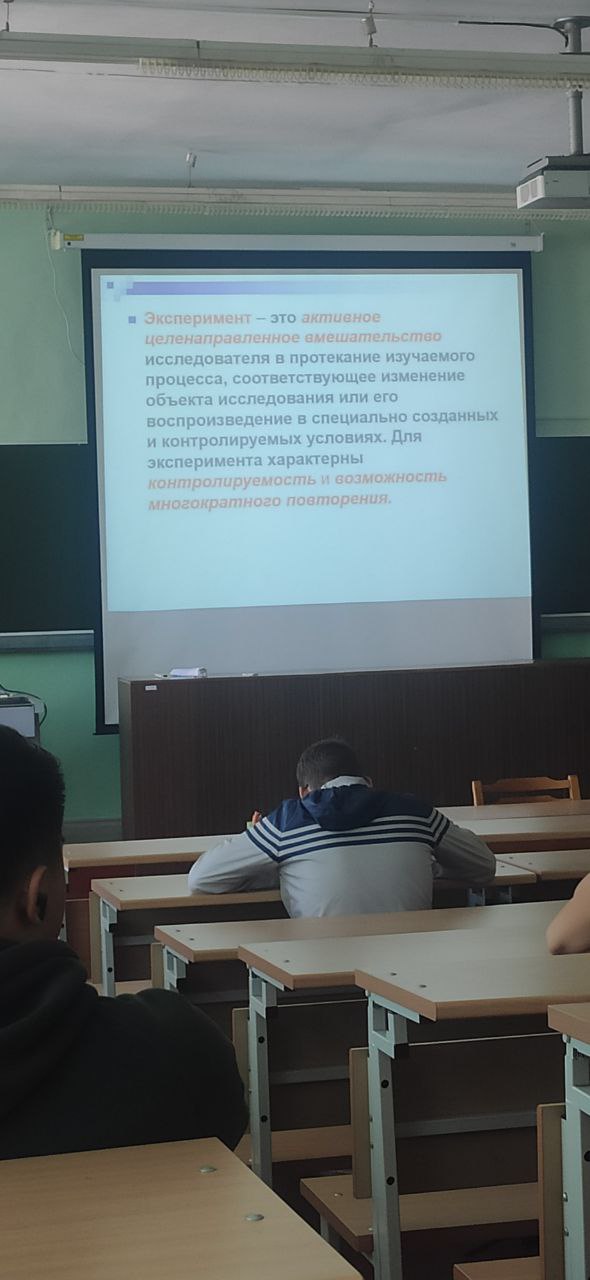 Эксперимент – это активное
целенаправленное вмешательство
исследователя в протекание изучаемого
процесса, соответствующее изменение
объекта исследования или его
воспроизведение в специально созданных
и контролируемых условиях. Для
эксперимента характерны
контролируемость и возможность
многократного повторения.